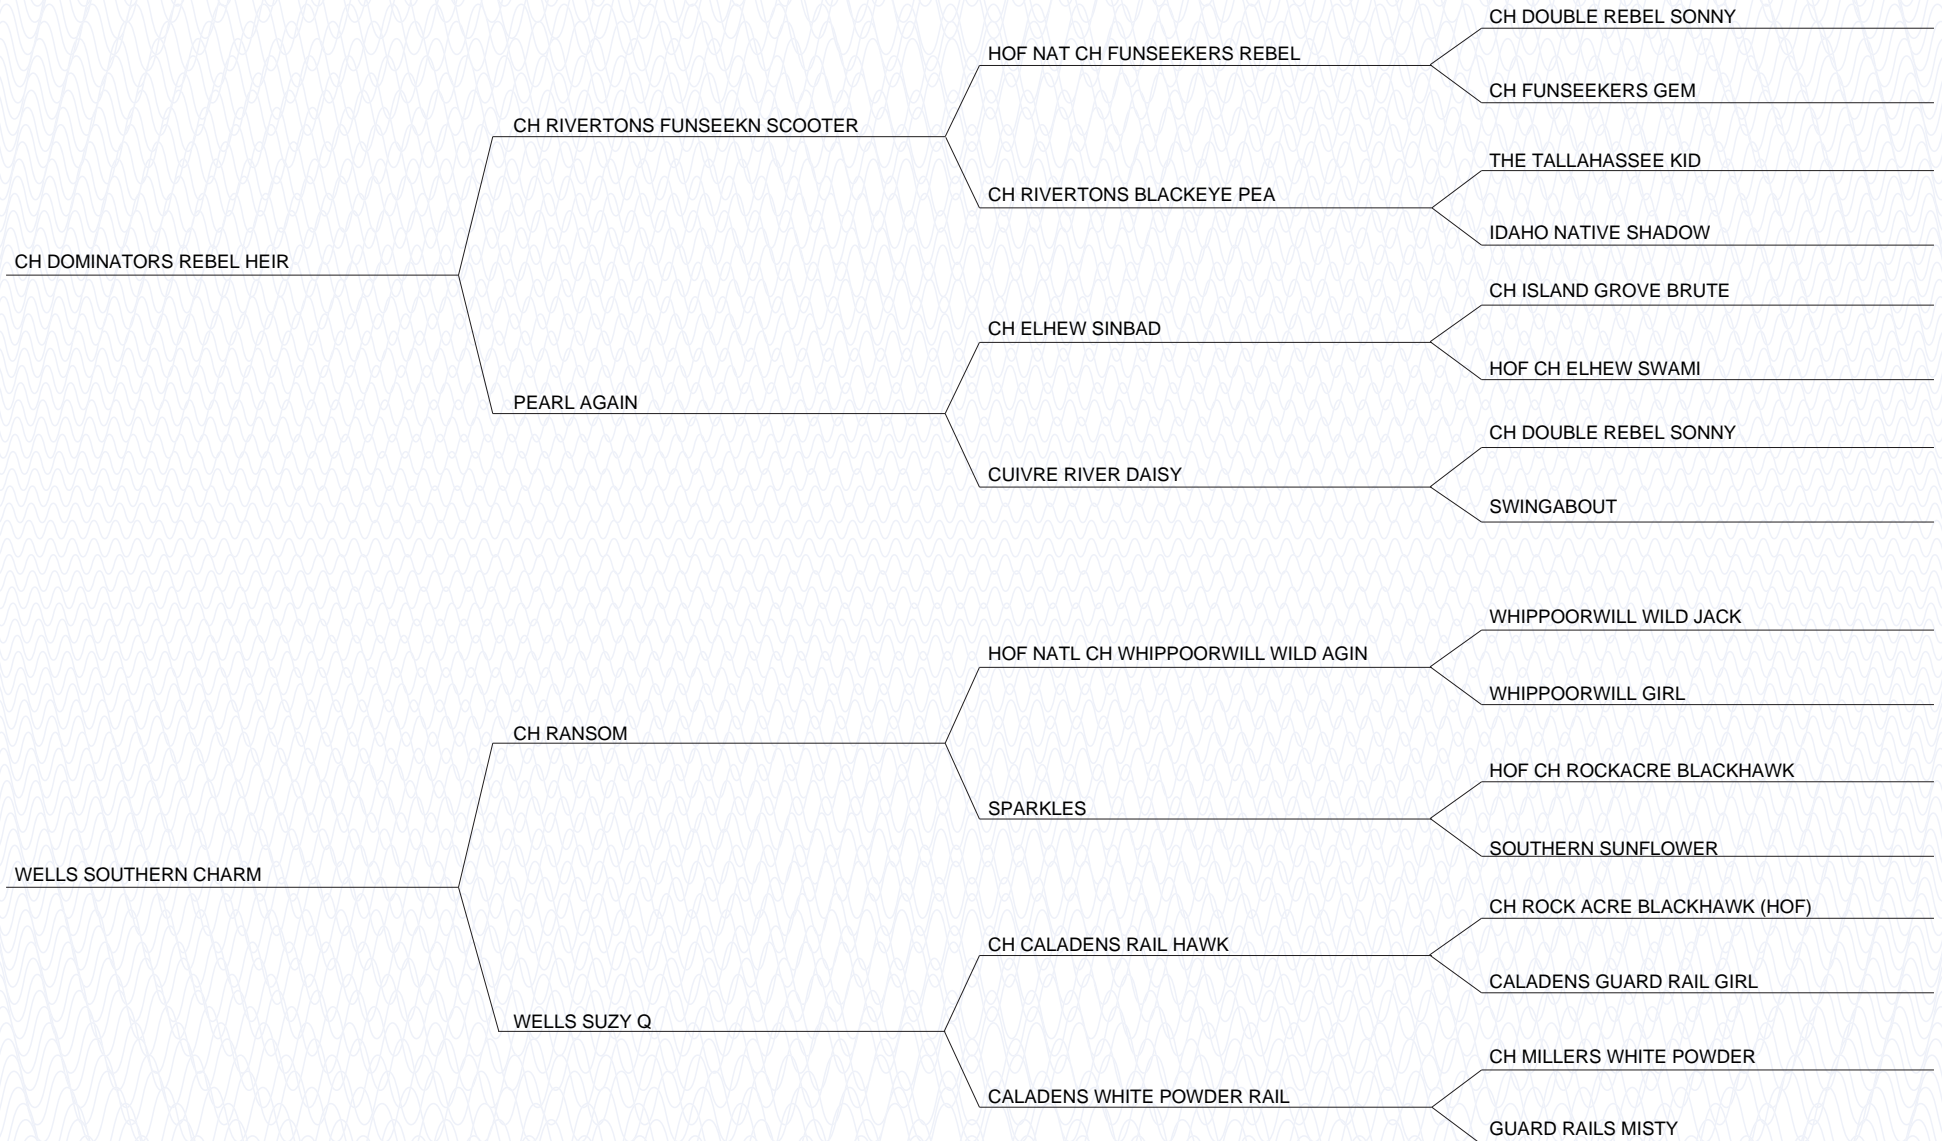 CH DOUBLE REBEL SONNY
HOF NAT CH FUNSEEKERS REBEL
CH FUNSEEKERS GEM
CH RIVERTONS FUNSEEKN SCOOTER
THE TALLAHASSEE KID
CH RIVERTONS BLACKEYE PEA
IDAHO NATIVE SHADOW
CH DOMINATORS REBEL HEIR
CH ISLAND GROVE BRUTE
CH ELHEW SINBAD
HOF CH ELHEW SWAMI
PEARL AGAIN
CH DOUBLE REBEL SONNY
CUIVRE RIVER DAISY
SWINGABOUT
WHIPPOORWILL WILD JACK
HOF NATL CH WHIPPOORWILL WILD AGIN
WHIPPOORWILL GIRL
CH RANSOM
HOF CH ROCKACRE BLACKHAWK
SPARKLES
SOUTHERN SUNFLOWER
WELLS SOUTHERN CHARM
CH ROCK ACRE BLACKHAWK (HOF)
CH CALADENS RAIL HAWK
CALADENS GUARD RAIL GIRL
WELLS SUZY Q
CH MILLERS WHITE POWDER
CALADENS WHITE POWDER RAIL
GUARD RAILS MISTY